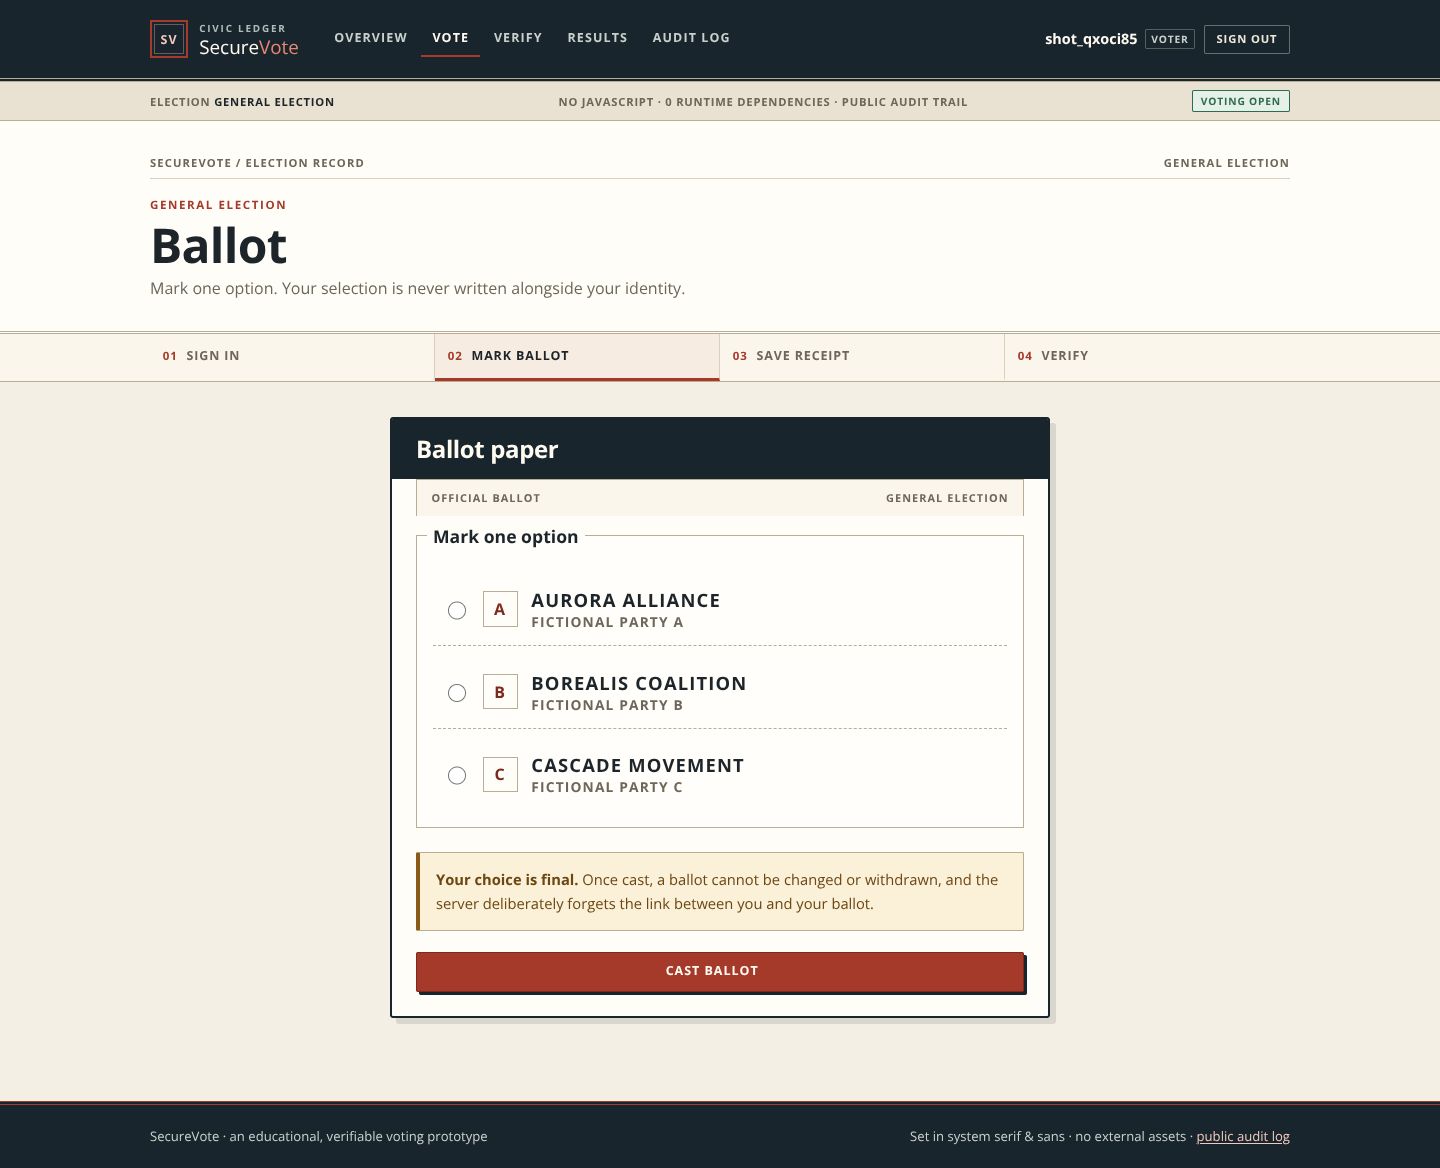 SV
CIVIC LEDGER
SecureVote
OVERVIEW VOTE VERIFY RESULTS AUDIT LOG
shot_qxoci85 VOTER SIGN OUT
ELECTION GENERAL ELECTION
NO JAVASCRIPT · 0 RUNTIME DEPENDENCIES · PUBLIC AUDIT TRAIL
VOTING OPEN
SECUREVOTE / ELECTION RECORD
GENERAL ELECTION
GENERAL ELECTION
Ballot
Mark one option. Your selection is never written alongside your identity.
01 SIGN IN
02 MARK BALLOT
03 SAVE RECEIPT
04 VERIFY
Ballot paper
OFFICIAL BALLOT
GENERAL ELECTION
Mark one option
A
AURORA ALLIANCE
FICTIONAL PARTY A
B
BOREALIS COALITION
FICTIONAL PARTY B
C
CASCADE MOVEMENT
FICTIONAL PARTY C
Your choice is final. Once cast, a ballot cannot be changed or withdrawn, and the
server deliberately forgets the link between you and your ballot.
CAST BALLOT
SecureVote · an educational, verifiable voting prototype
Set in system serif & sans · no external assets · public audit log